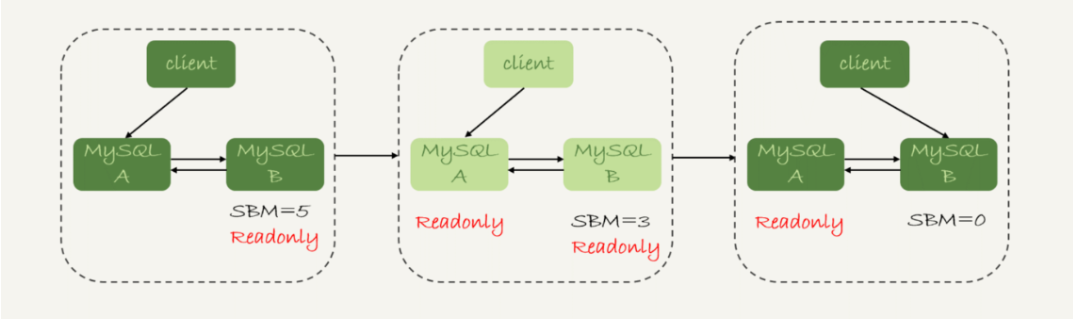 client
MySQL
A
MySQL
B
SBM=5
Readonly
client
MySQL
A
MySQL
B
Readonly
SBM=3
Readonly
client
MySQL
A
MySQL
B
Readonly
SBM=0